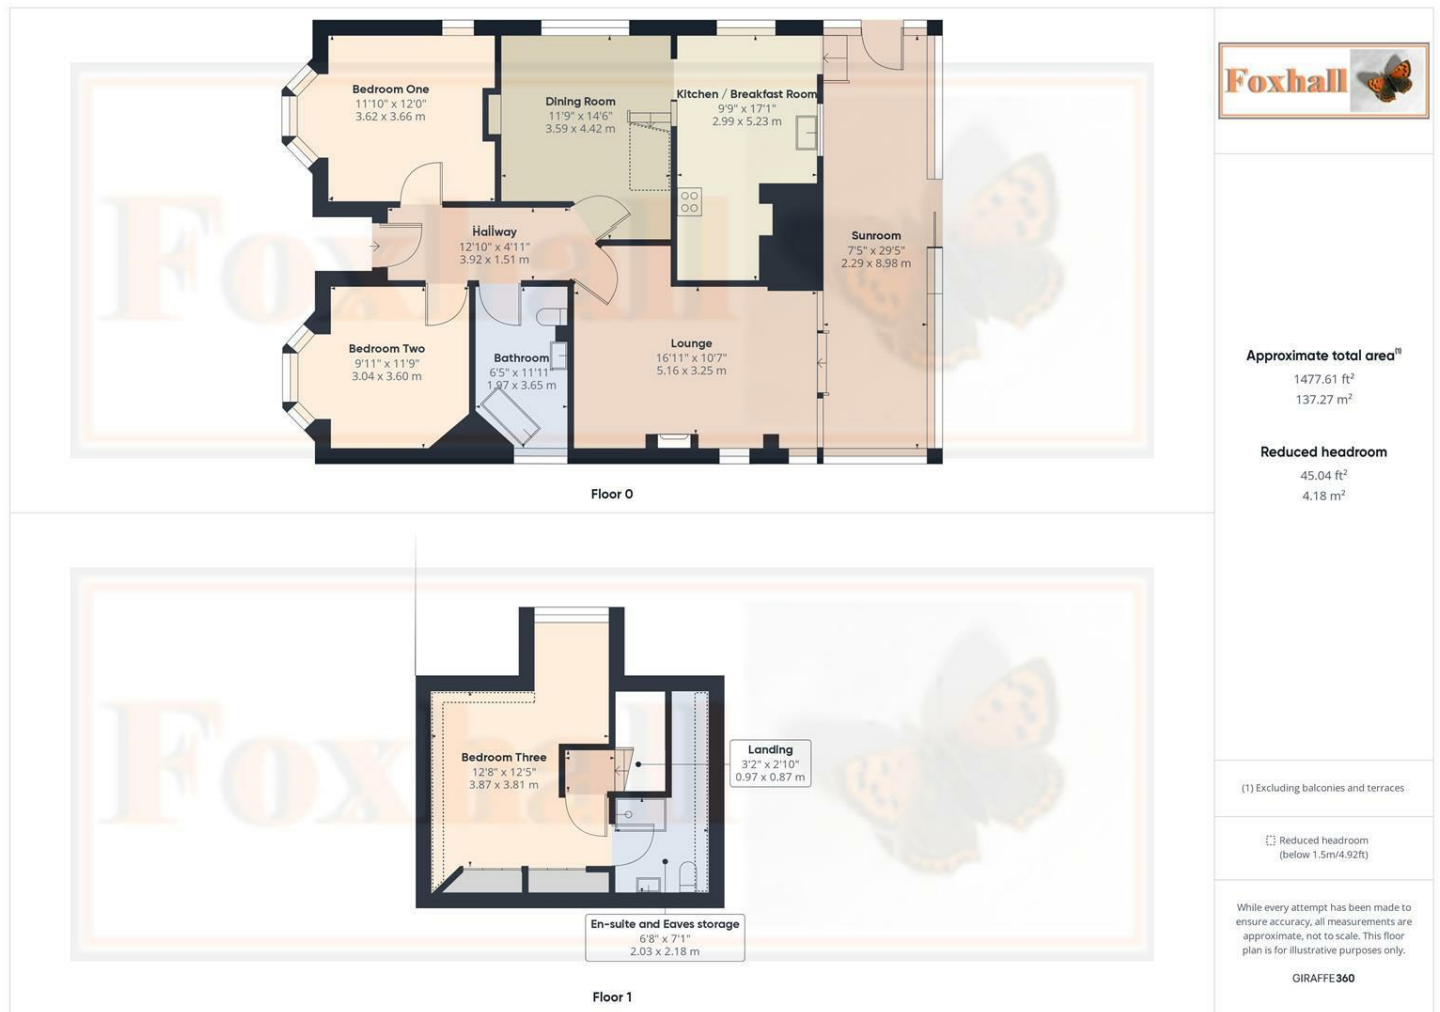 Bedroom One
11'10" x 12'0"
3.62 x 3.66 m
Dining Room
11'9" x 14'6"
3.59 x 4.42 m
Kitchen / Breakfast Room
9'9" x 17'1"
2.99 x 5.23 m
Hallway
12'10" x 4'11"
3.92 x 1.51 m
Sunroom
7'5" x 29'5"
2.29 x 8.98 m
Bedroom Two
9'11" x 11'9"
3.04 x 3.60 m
Bathroom
6'5" x 11'11"
1.97 x 3.65 m
Lounge
16'11" x 10'7"
5.16 x 3.25 m
Foxhall
Floor 0
Bedroom Three
12'8" x 12'5"
3.87 x 3.81 m
Landing
3'2" x 2'10"
0.97 x 0.87 m
En-suite and Eaves storage
6'8" x 7'1"
2.03 x 2.18 m
Foxhall
Floor 1
Foxhall
Approximate total area(1)
1477.61 ft²
137.27 m²
Reduced headroom
45.04 ft²
4.18 m²
(1) Excluding balconies and terraces
Reduced headroom
(below 1.5m/4.92ft)
While every attempt has been made to
ensure accuracy, all measurements are
approximate, not to scale. This floor
plan is for illustrative purposes only.
GIRAFFE360